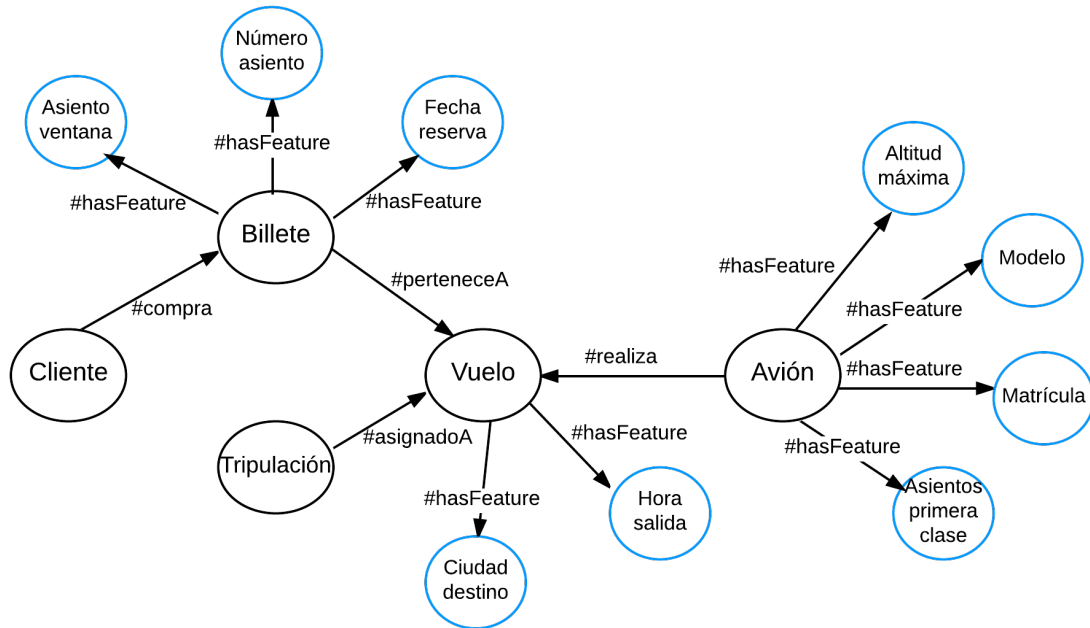 Número
asiento
Asiento
ventana
Fecha
reserva
#hasFeature
#hasFeature
#hasFeature
Billete
Altitud
máxima
Modelo
#hasFeature
#hasFeature
#perteneceA
#compra
Cliente
Vuelo
#realiza
Avión
#hasFeature
Matrícula
#asignadoA
Tripulación
#hasFeature
#hasFeature
#hasFeature
Hora
salida
Asientos
primera
clase
Ciudad
destino